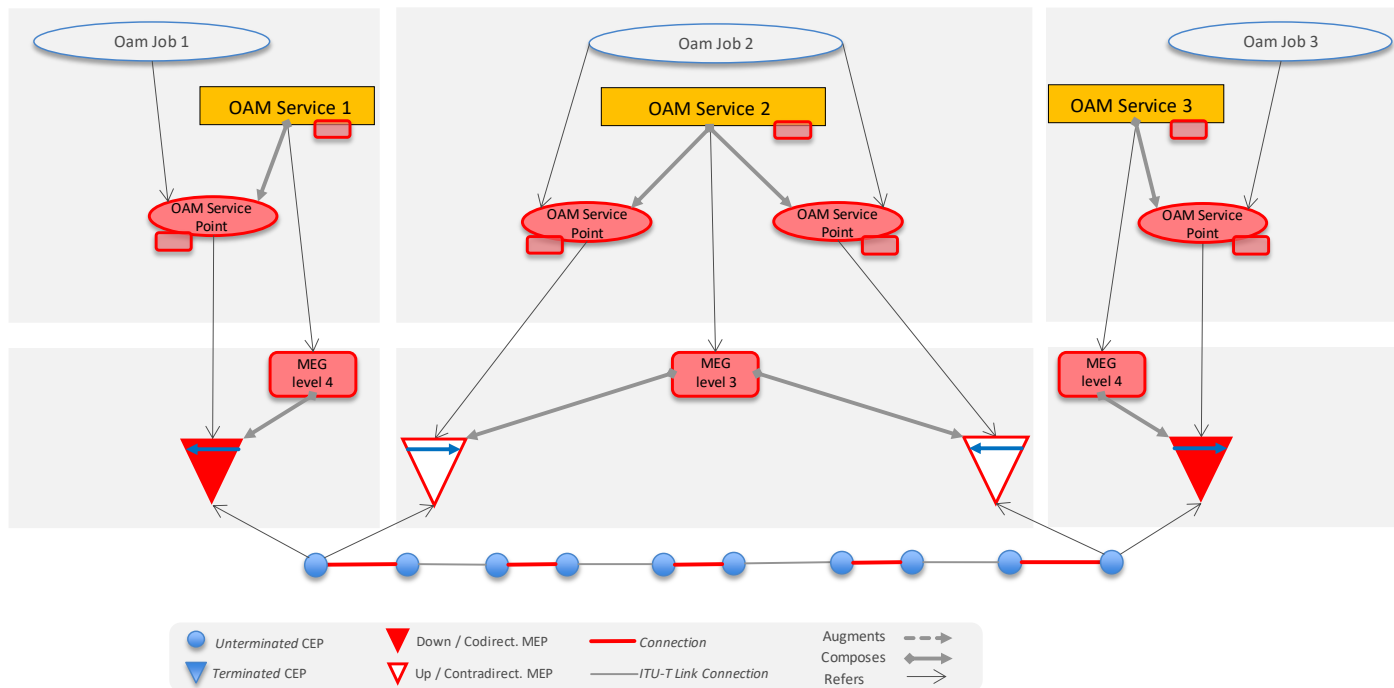 Oam Job 1
Oam Job 2
Oam Job 3
OAM Service 1
OAM Service 2
OAM Service 3
OAM Service
Point
OAM Service
Point
OAM Service
Point
OAM Service
Point
MEG
level 4
MEG
level 3
MEG
level 4
Unterminated CEP
Down / Codirect. MEP
Connection
Augments
Composes
Terminated CEP
Up / Contradirect. MEP
ITU-T Link Connection
Refers